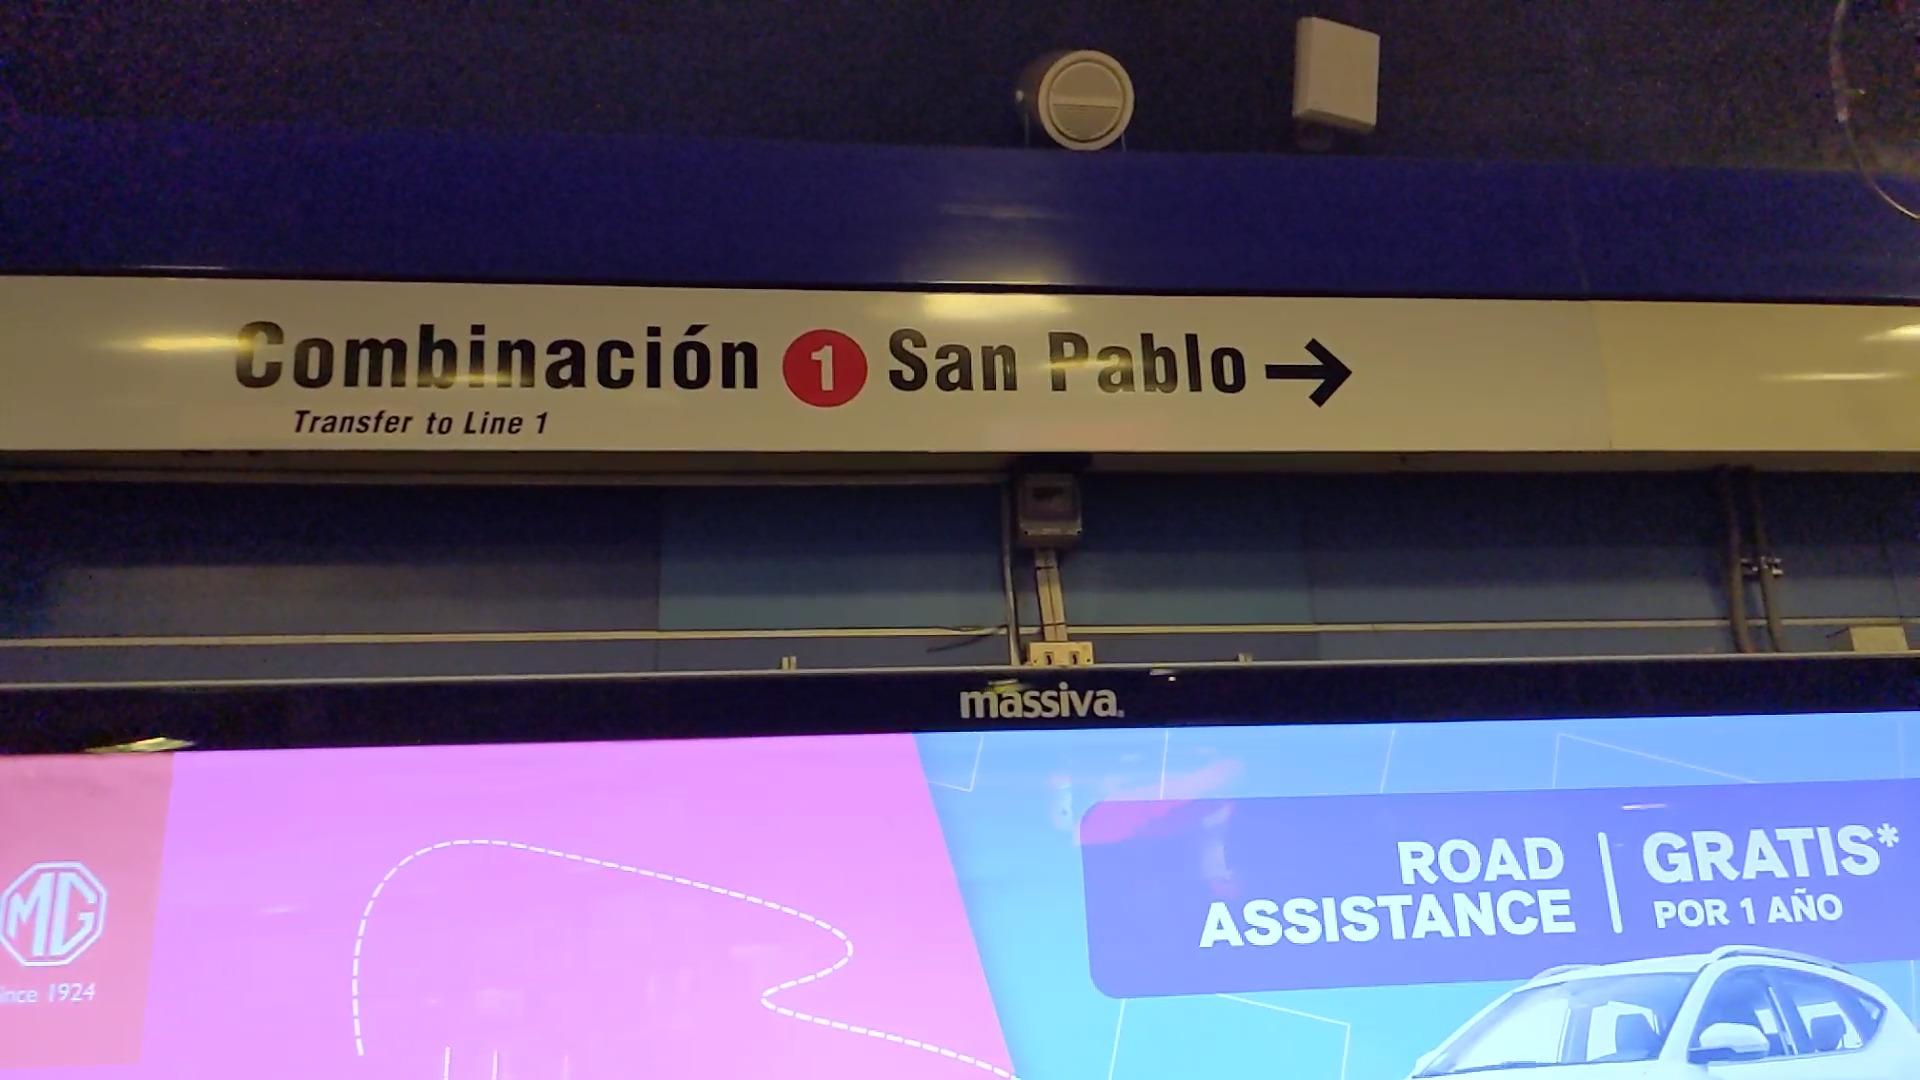 Combinación 1 San Pablo →
Transfer to Line 1
massiva.
MG
since 1924
ROAD ASSISTANCE
GRATIS*
POR 1 AÑO